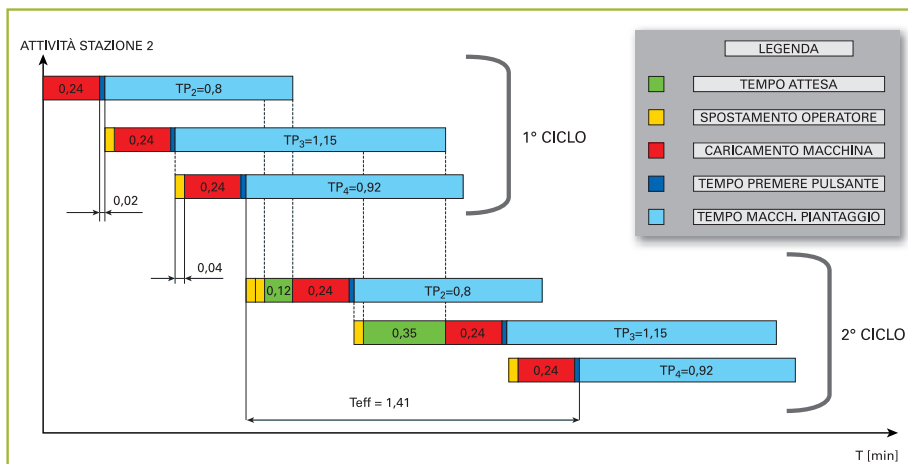 ATTIVITÀ STAZIONE 2
LEGENDA
TEMPO ATTESA
SPOSTAMENTO OPERATORE
CARICAMENTO MACCHINA
TEMPO PREMERE PULSANTE
TEMPO MACCH. PIANTAGGIO
0,24 TP₂=0,8
0,24 TP₃=1,15
1° CICLO
0,24 TP₄=0,92
0,02
0,04
0,12 0,24 TP₂=0,8
0,35 0,24 TP₃=1,15
2° CICLO
0,24 TP₄=0,92
Teff = 1,41
T [min]